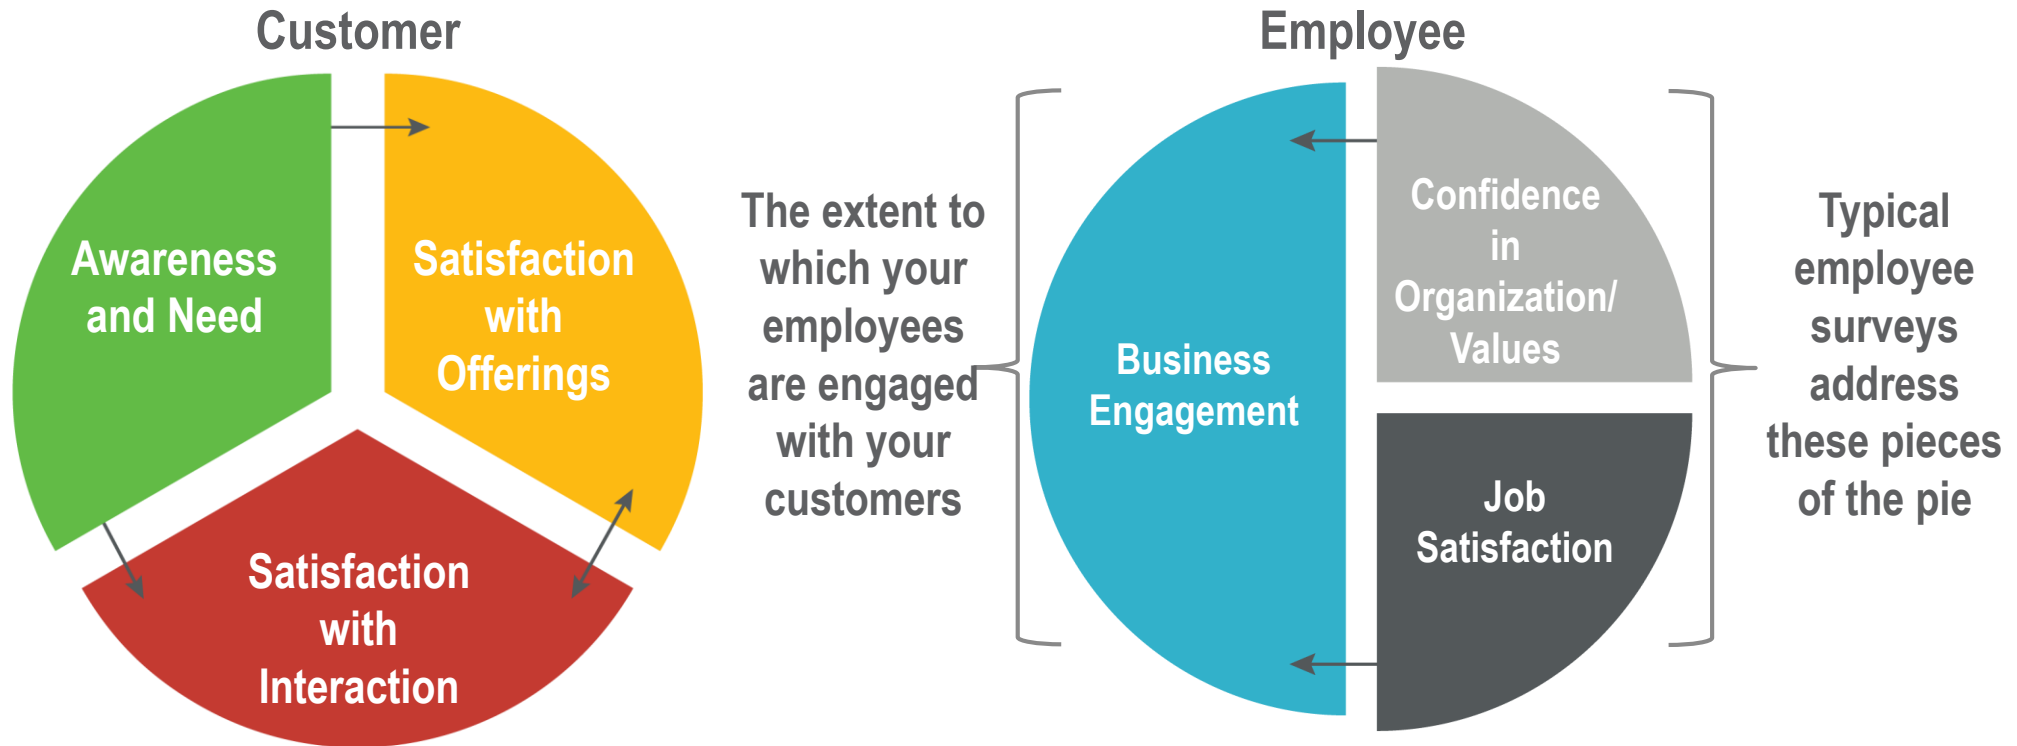 Customer
Awareness
and Need
Satisfaction
with
Offerings
Satisfaction
with
Interaction
The extent to
which your
employees
are engaged
with your
customers
Employee
Business
Engagement
Confidence
in
Organization/
Values
Job
Satisfaction
Typical
employee
surveys
address
these pieces
of the pie